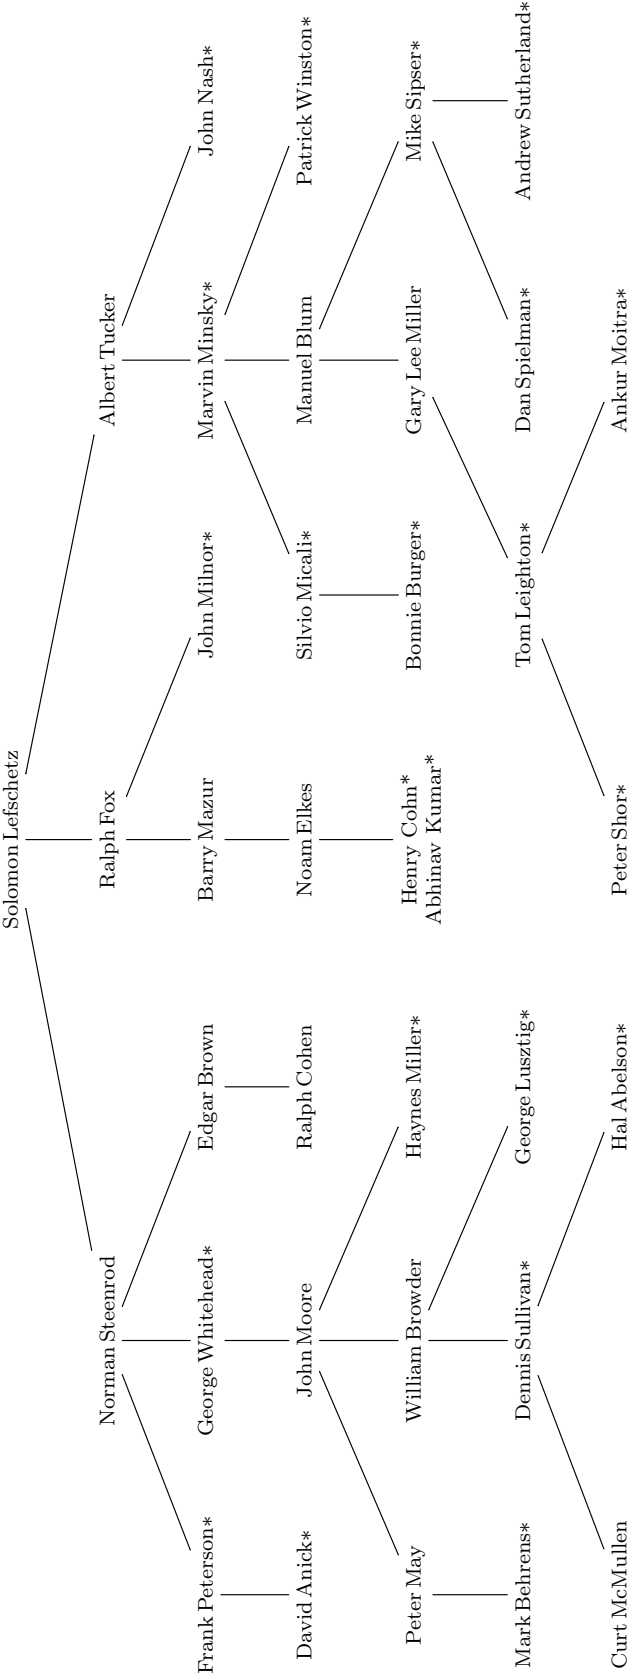 Solomon Lefschetz
Norman Steenrod
Ralph Fox
Albert Tucker
Frank Peterson*
George Whitehead*
Edgar Brown
Barry Mazur
John Milnor*
Marvin Minsky*
John Nash*
David Anick*
John Moore
Ralph Cohen
Noam Elkes
Silvio Micali*
Manuel Blum
Patrick Winston*
Peter May
William Browder
Haynes Miller*
Henry Cohn*
Abhinav Kumar*
Bonnie Burger*
Gary Lee Miller
Mike Sipser*
Mark Behrens*
Dennis Sullivan*
George Lusztig*
Tom Leighton*
Dan Spielman*
Andrew Sutherland*
Curt McMullen
Hal Abelson*
Peter Shor*
Ankur Moitra*